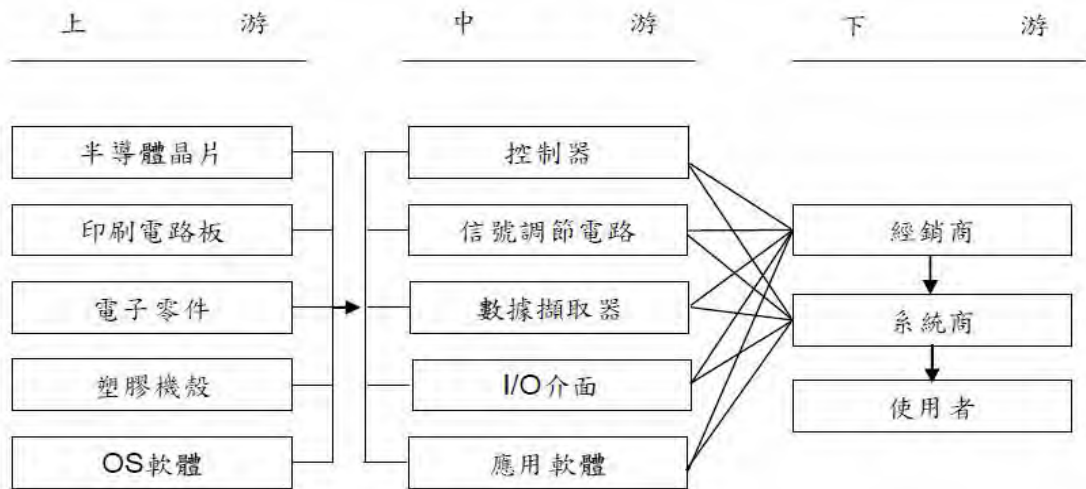 上游 中游 下游
半導體晶片
印刷電路板
電子零件
塑膠機殼
OS軟體
控制器
信號調節電路
數據擷取器
I/O介面
應用軟體
經銷商
系統商
使用者